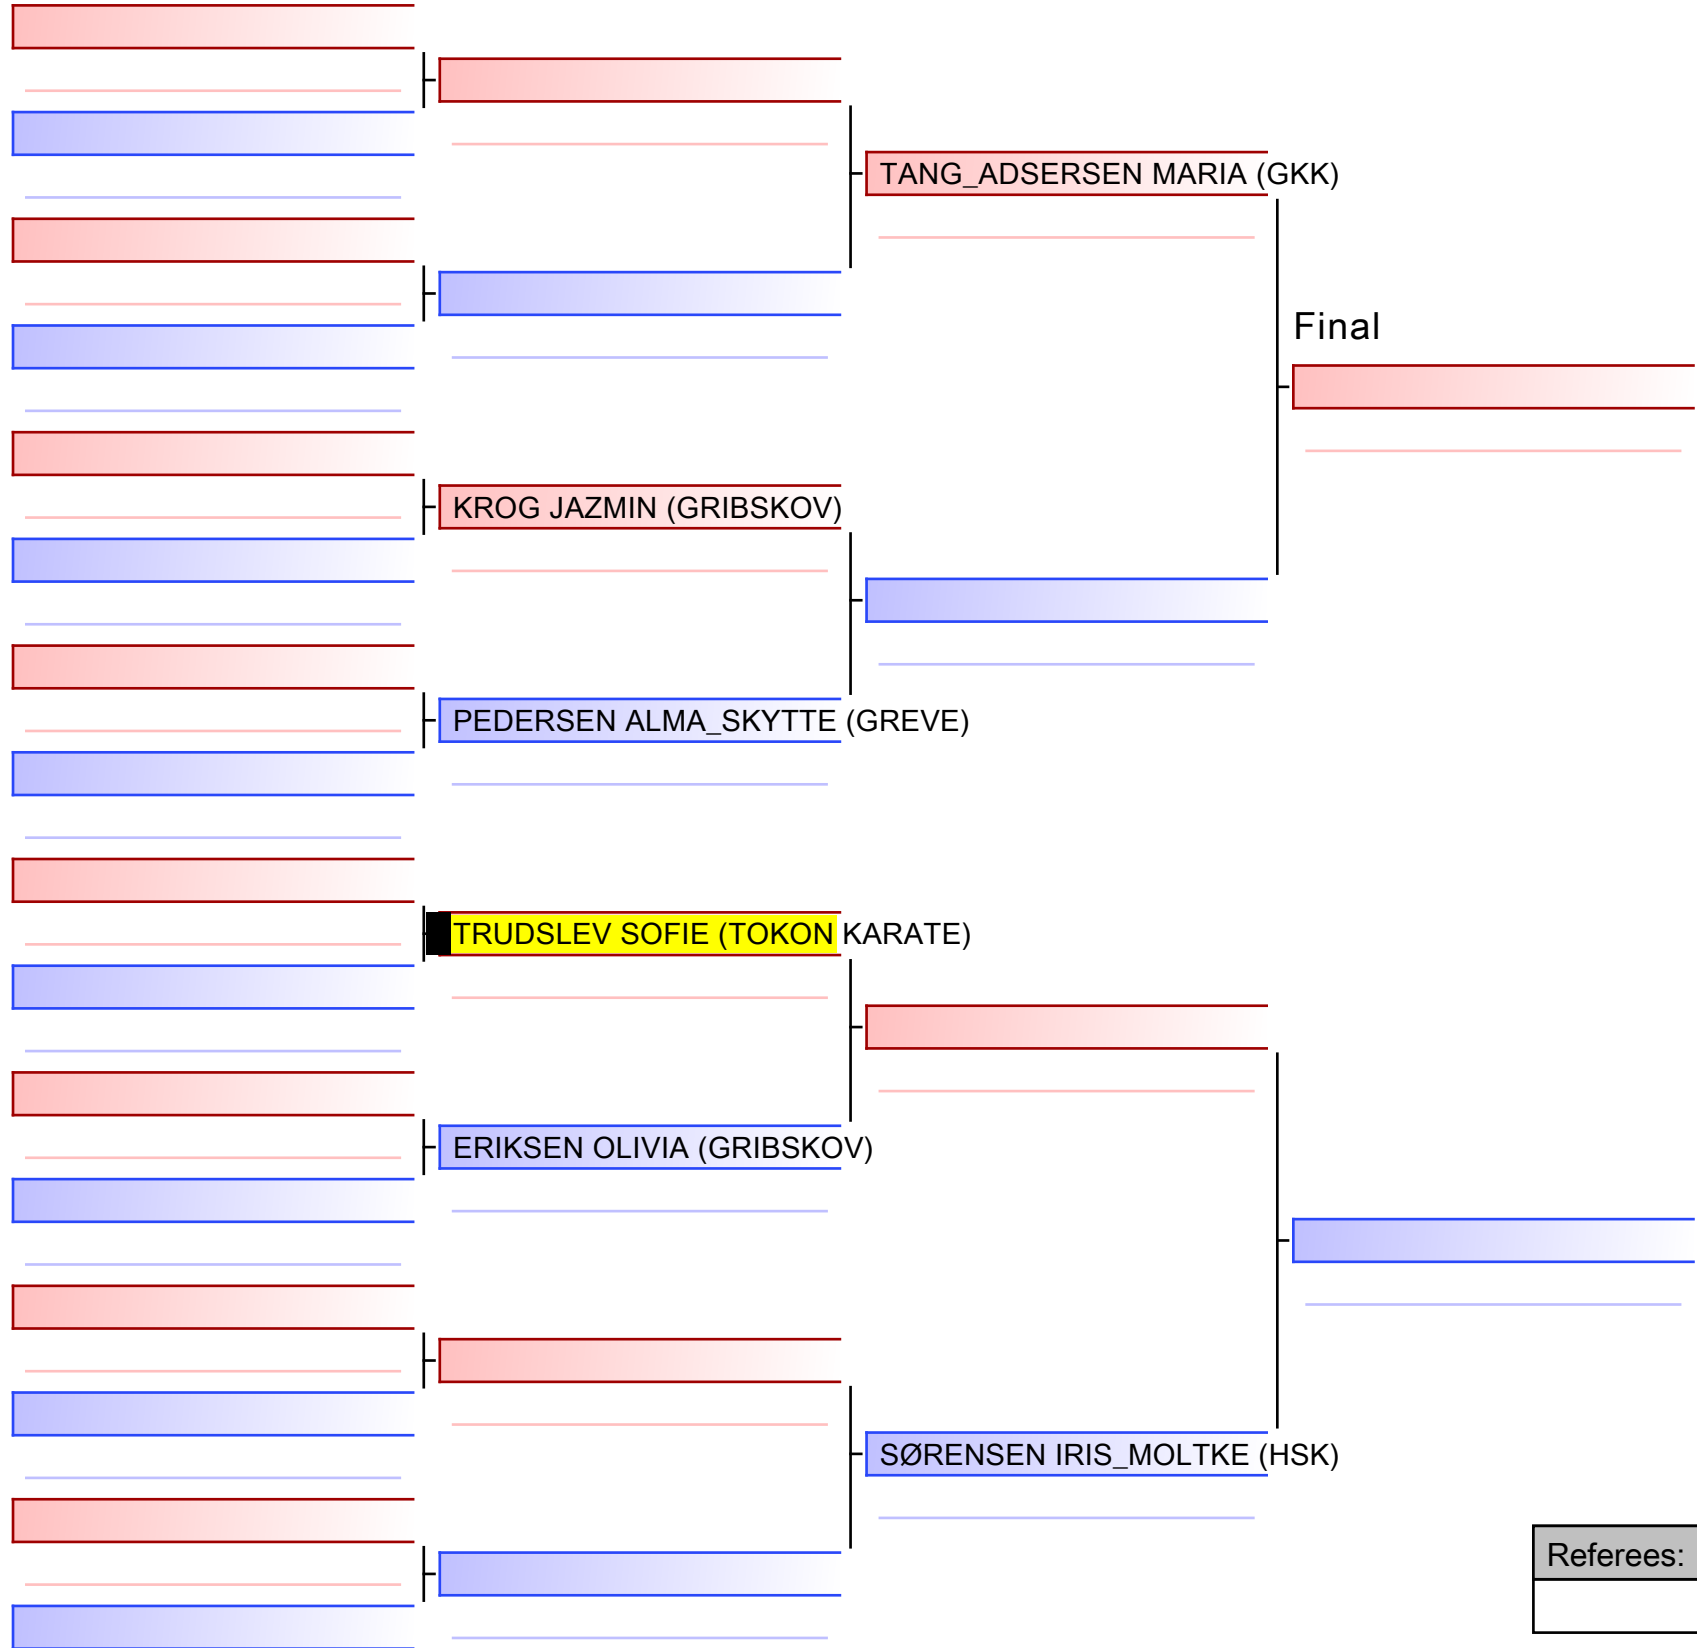 TANG_ADSERSEN MARIA (GKK)
Final
KROG JAZMIN (GRIBSKOV)
PEDERSEN ALMA_SKYTTE (GREVE)
TRUDSLEV SOFIE (TOKON KARATE)
ERIKSEN OLIVIA (GRIBSKOV)
SØRENSEN IRIS_MOLTKE (HSK)
Referees: